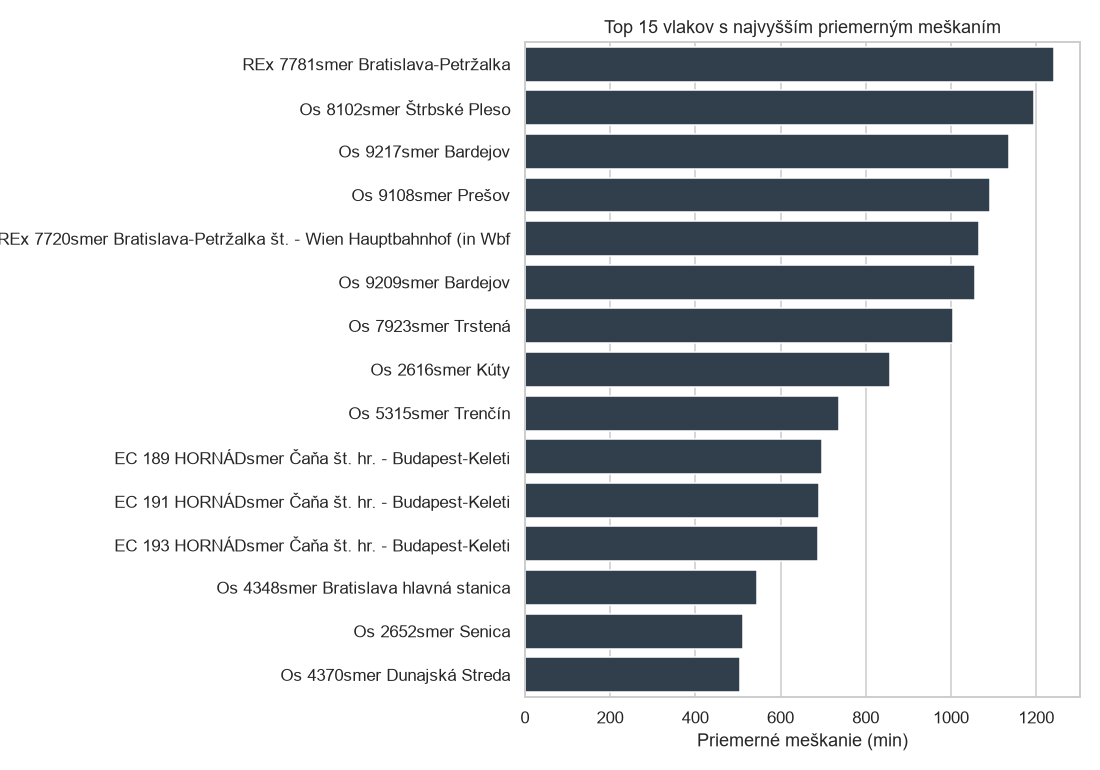 Top 15 vlakov s najvyšším priemerným meškaním
REx 7781smer Bratislava-Petržalka
Os 8102smer Štrbské Pleso
Os 9217smer Bardejov
Os 9108smer Prešov
REx 7720smer Bratislava-Petržalka št. - Wien Hauptbahnhof (in Wbf
Os 9209smer Bardejov
Os 7923smer Trstená
Os 2616smer Kúty
Os 5315smer Trenčín
EC 189 HORNÁDsmer Čaňa št. hr. - Budapest-Keleti
EC 191 HORNÁDsmer Čaňa št. hr. - Budapest-Keleti
EC 193 HORNÁDsmer Čaňa št. hr. - Budapest-Keleti
Os 4348smer Bratislava hlavná stanica
Os 2652smer Senica
Os 4370smer Dunajská Streda
0 200 400 600 800 1000 1200
Priemerné meškanie (min)